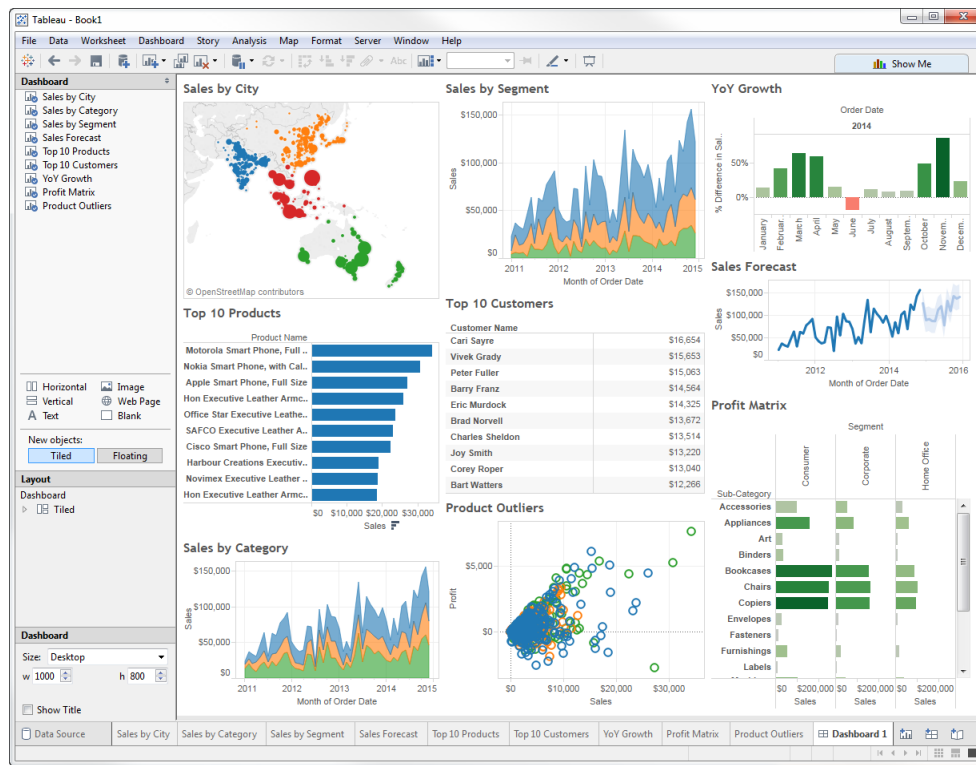 Tableau - Book1
File Data Worksheet Dashboard Story Analysis Map Format Server Window Help
Abc
Show Me
Dashboard
Sales by City
Sales by Category
Sales by Segment
Sales Forecast
Top 10 Products
Top 10 Customers
YoY Growth
Profit Matrix
Product Outliers
Horizontal Image
Vertical Web Page
A Text Blank
New objects:
Tiled Floating
Layout
Dashboard
Tiled
Dashboard
Size: Desktop
w 1000 h 800
Show Title
Sales by City
© OpenStreetMap contributors
Sales by Segment
$150,000
$100,000
$50,000
$0
Sales
2011 2012 2013 2014 2015
Month of Order Date
YoY Growth
Order Date
2014
% Difference in Sal..
50%
0%
January
Februar..
March
April
May
June
July
August
Septem..
October
Novem..
Decem..
Sales Forecast
$150,000
$100,000
$50,000
$0
Sales
2012 2014 2016
Month of Order Date
Top 10 Products
Product Name
Motorola Smart Phone, Full ..
Nokia Smart Phone, with Cal..
Apple Smart Phone, Full Size
Hon Executive Leather Armc..
Office Star Executive Leathe..
SAFCO Executive Leather A..
Cisco Smart Phone, Full Size
Harbour Creations Executiv..
Novimex Executive Leather ..
Hon Executive Leather Armc..
$0 $10,000 $20,000 $30,000
Sales
Top 10 Customers
Customer Name
Cari Sayre $16,654
Vivek Grady $15,653
Peter Fuller $15,063
Barry Franz $14,564
Eric Murdock $14,325
Brad Norvell $13,672
Charles Sheldon $13,514
Joy Smith $13,220
Corey Roper $13,040
Bart Watters $12,266
Profit Matrix
Segment
Consumer
Corporate
Home Office
Sub-Category
Accessories
Appliances
Art
Binders
Bookcases
Chairs
Copiers
Envelopes
Fasteners
Furnishings
Labels
$0 $200,000 $0 $200,000 $0 $200,000
Sales Sales Sales
Sales by Category
$150,000
$100,000
$50,000
$0
Sales
2011 2012 2013 2014 2015
Month of Order Date
Product Outliers
$5,000
$0
Profit
$0 $10,000 $20,000 $30,000
Sales
Data Source Sales by City Sales by Category Sales by Segment Sales Forecast Top 10 Products Top 10 Customers YoY Growth Profit Matrix Product Outliers Dashboard 1